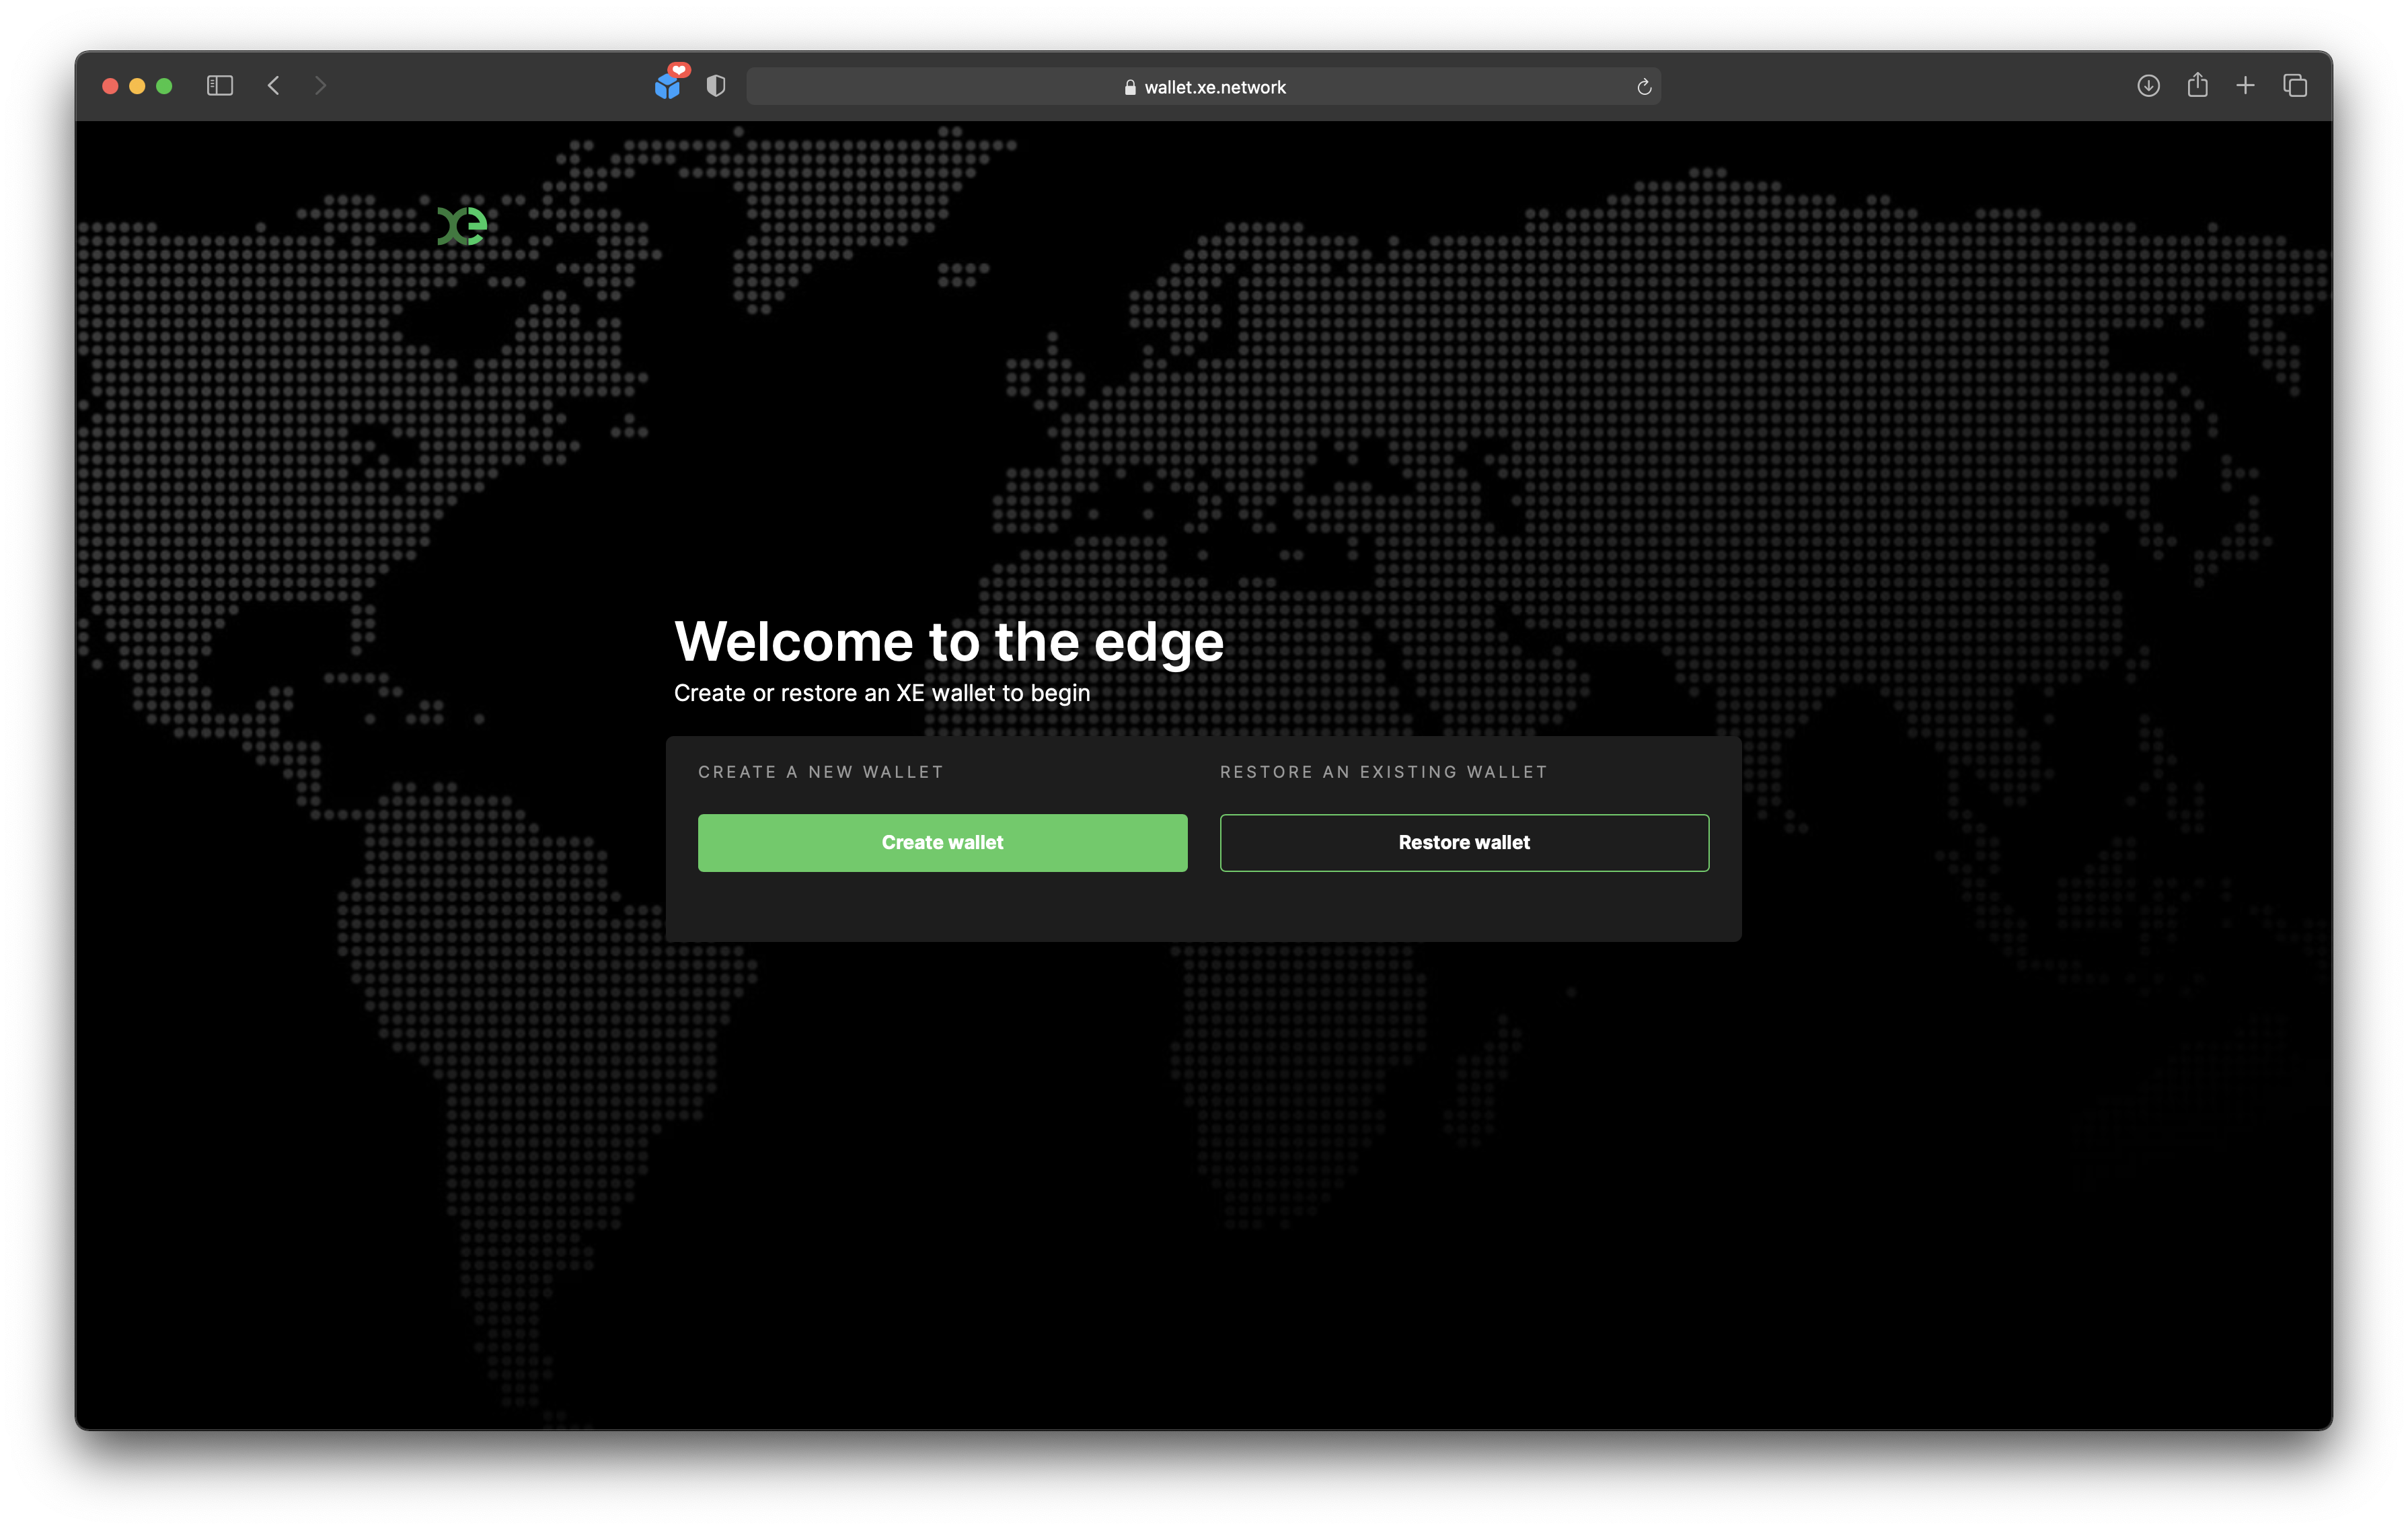 wallet.xe.network
xe
Welcome to the edge
Create or restore an XE wallet to begin
CREATE A NEW WALLET
RESTORE AN EXISTING WALLET
Create wallet
Restore wallet